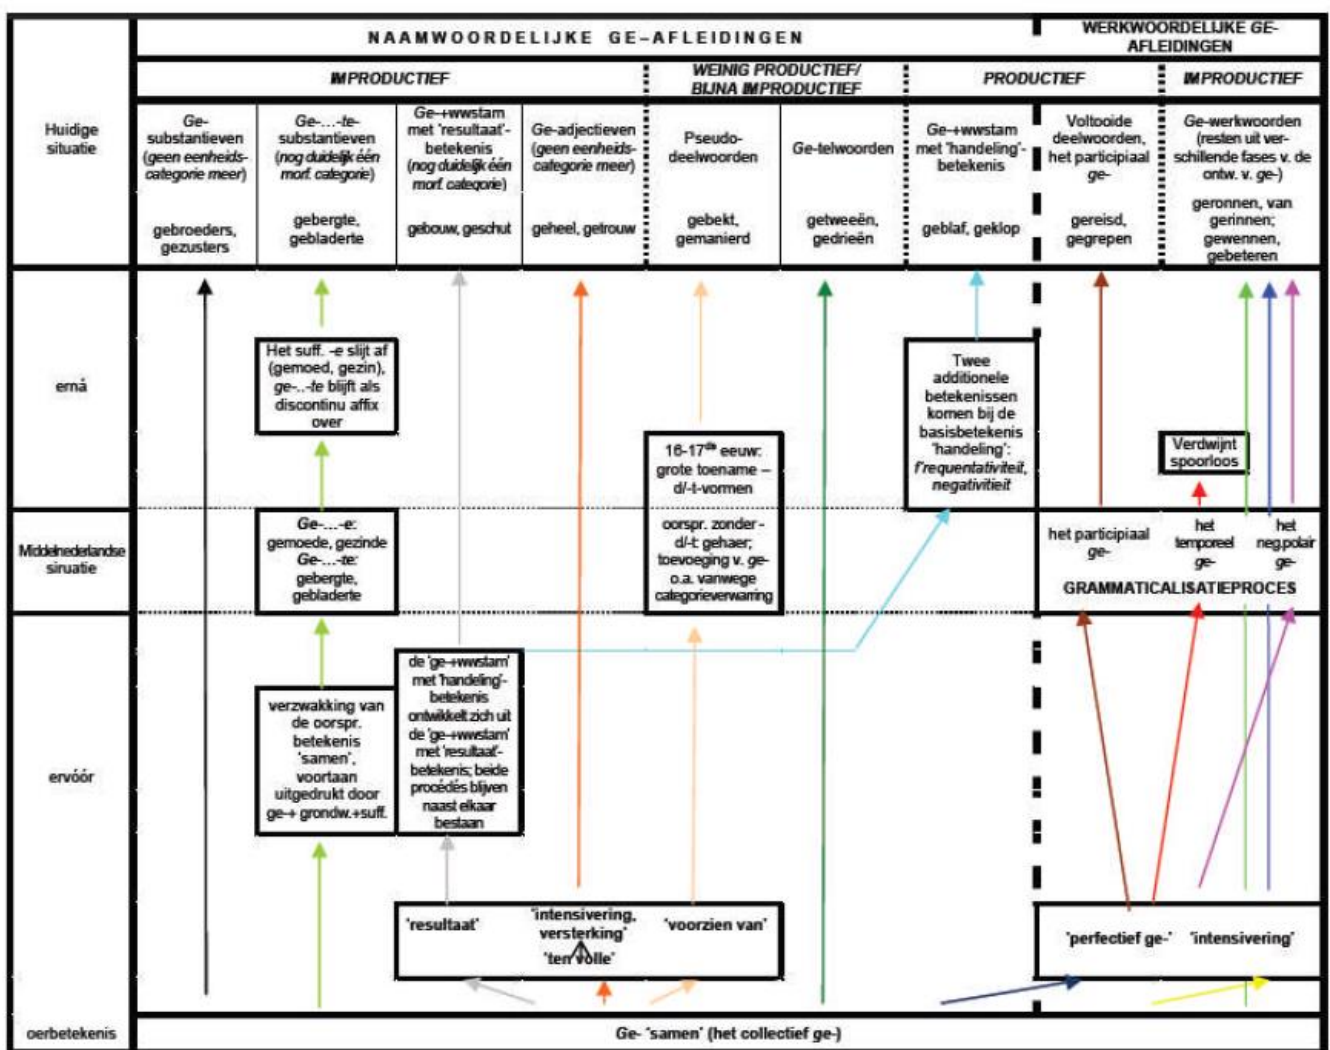 NAAMWOORDELIJKE GE–AFLEIDINGEN
WERKWOORDELIJKE GE-
AFLEIDINGEN
IMPRODUCTIEF
WEINIG PRODUCTIEF/
BIJNA IMPRODUCTIEF
PRODUCTIEF
IMPRODUCTIEF
Huidige
situatie
Ge-
substantieven
(geen eenheids-
categorie meer)
gebroeders,
gezusters
Ge-...-te-
substantieven
(nog duidelijk één
morf. categorie)
gebergte,
gebladerte
Ge-+wwstam
met 'resultaat'-
betekenis
(nog duidelijk één
morf. categorie)
gebouw, geschut
Ge-adjectieven
(geen eenheids-
categorie meer)
geheel, getrouw
Pseudo-
deelwoorden
gebekt,
gemanierd
Ge-telwoorden
getweeën,
gedrieën
Ge-+wwstam
met 'handeling'-
betekenis
geblaf, geklop
Voltooide
deelwoorden,
het participiaal
ge-
gereisd,
gegrepen
Ge-werkwoorden
(resten uit ver-
schillende fases v. de
ontw. v. ge-)
geronnen, van
gerinnen;
gewennen,
gebeteren
erná
Het suff. -e slijt af
(gemoed, gezin),
ge-..-te blijft als
discontinu affix
over
16-17de eeuw:
grote toename –
d/-t-vormen
Twee
additionele
betekenissen
komen bij de
basisbetekenis
'handeling':
f'requentativiteit,
negativitieit
Verdwijnt
spoorloos
Middelnederlandse
siruatie
Ge-...-e:
gemoede, gezinde
Ge-...-te:
gebergte,
gebladerte
oorspr. zonder -
d/-t: gehaer;
toevoeging v. ge-
o.a. vanwege
categorieverwarring
het participiaal
ge-
het
temporeel
ge-
het
neg.polair
ge-
GRAMMATICALISATIEPROCES
ervóór
verzwakking van
de oorspr.
betekenis
'samen',
voortaan
uitgedrukt door
ge-+ grondw.+suff.
de 'ge-+wwstam'
met 'handeling'-
betekenis
ontwikkelt zich uit
de 'ge-+wwstam'
met 'resultaat'-
betekenis; beide
procédés blijven
naast elkaar
bestaan
'resultaat'
'intensivering,
versterking'
'ten volle'
'voorzien van'
'perfectief ge-'
'intensivering'
oerbetekenis
Ge- 'samen' (het collectief ge-)